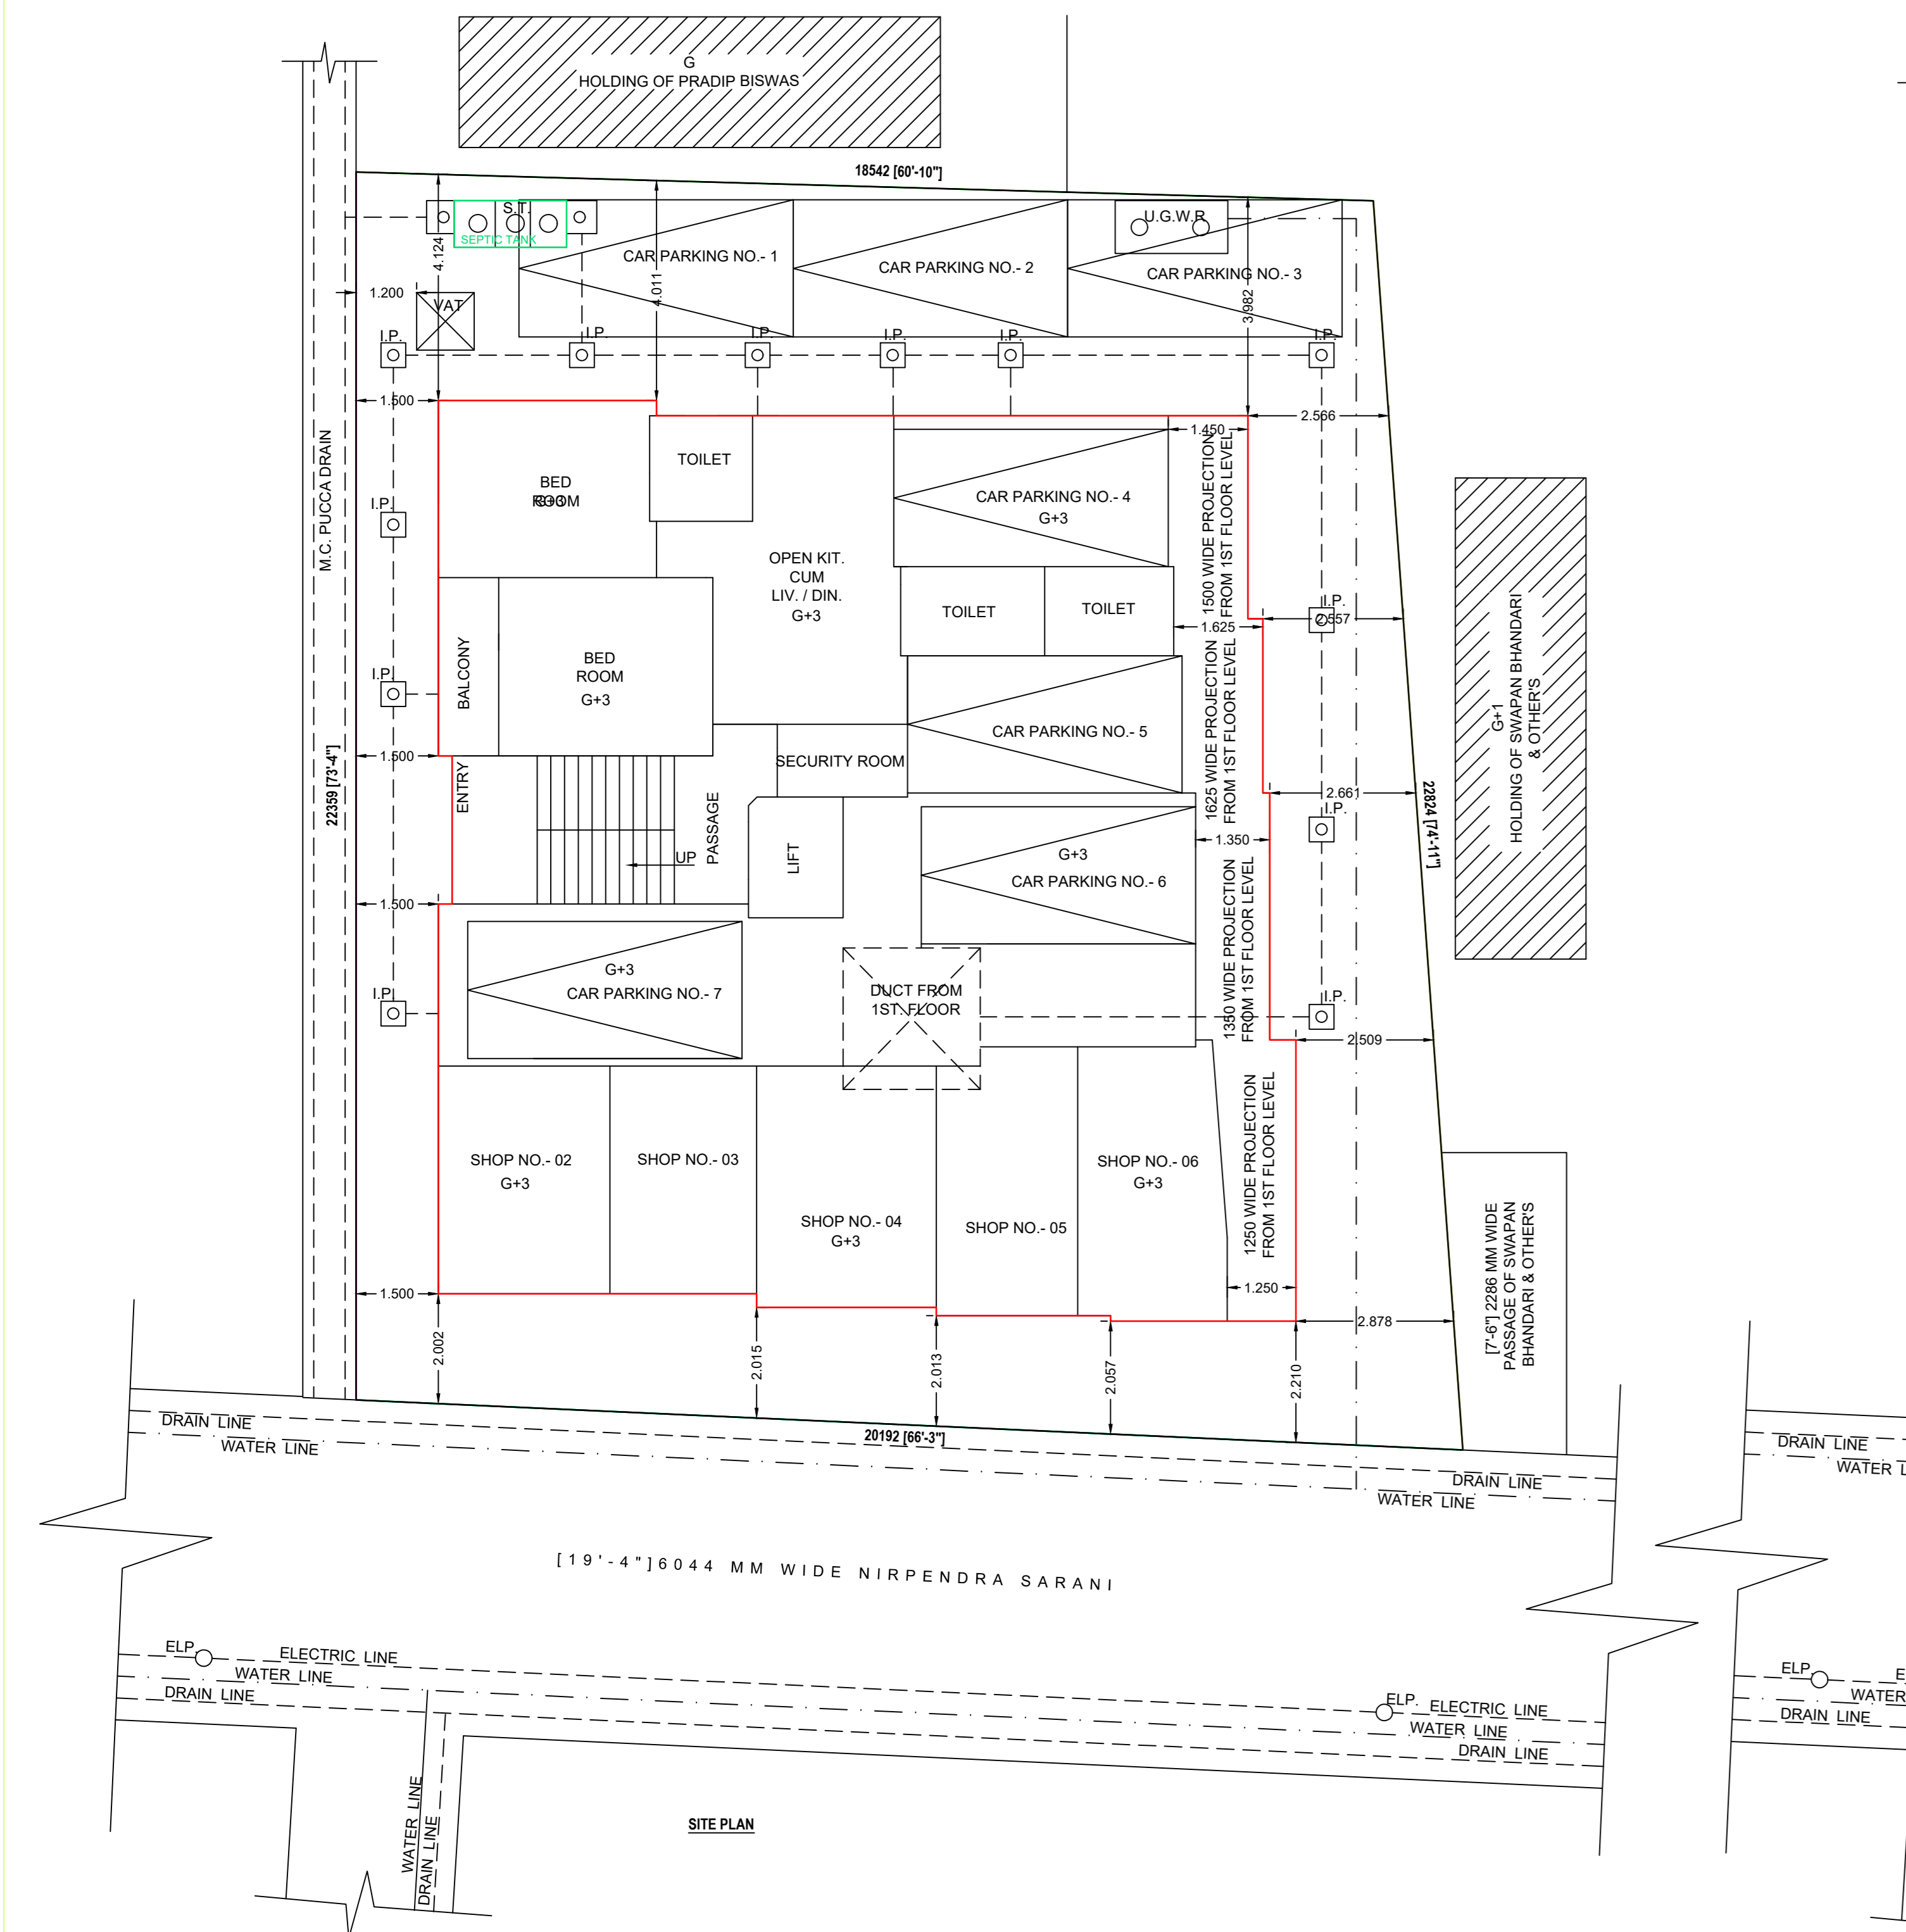 G
HOLDING OF PRADIP BISWAS
18542 [60'-10"]
S.T.
SEPTIC TANK
U.G.W.R
CAR PARKING NO.- 1
CAR PARKING NO.- 2
CAR PARKING NO.- 3
4.124
4.011
3.982
1.200
VAT
I.P.
I.P.
I.P.
I.P.
I.P.
I.P.
1.500
2.566
1.450
M.C. PUCCA DRAIN
I.P.
BED
ROOM
G+3
TOILET
CAR PARKING NO.- 4
G+3
1500 WIDE PROJECTION
FROM 1ST FLOOR LEVEL
OPEN KIT.
CUM
LIV. / DIN.
G+3
TOILET
TOILET
I.P.
2.557
1.625
G+1
HOLDING OF SWAPAN BHANDARI
& OTHER'S
I.P.
BALCONY
BED
ROOM
G+3
1625 WIDE PROJECTION
FROM 1ST FLOOR LEVEL
CAR PARKING NO.- 5
1.500
SECURITY ROOM
22359 [73'-4"]
ENTRY
PASSAGE
UP
LIFT
2.661
I.P.
22824 [74'-11"]
1.350
G+3
CAR PARKING NO.- 6
1.500
1350 WIDE PROJECTION
FROM 1ST FLOOR LEVEL
G+3
CAR PARKING NO.- 7
I.P.
DUCT FROM
1ST. FLOOR
I.P.
2.509
SHOP NO.- 02
G+3
SHOP NO.- 03
SHOP NO.- 04
G+3
SHOP NO.- 05
SHOP NO.- 06
G+3
1250 WIDE PROJECTION
FROM 1ST FLOOR LEVEL
1.250
[7'-6"] 2286 MM WIDE
PASSAGE OF SWAPAN
BHANDARI & OTHER'S
1.500
2.878
2.002
2.015
2.013
2.057
2.210
20192 [66'-3"]
DRAIN LINE
WATER LINE
DRAIN LINE
WATER LINE
DRAIN LINE
WATER L
[19'-4"]6044 MM WIDE NIRPENDRA SARANI
ELP.
ELECTRIC LINE
WATER LINE
DRAIN LINE
ELP.
ELECTRIC LINE
WATER LINE
DRAIN LINE
ELP.
E
WATER
DRAIN LINE
WATER LINE
DRAIN LINE
SITE PLAN